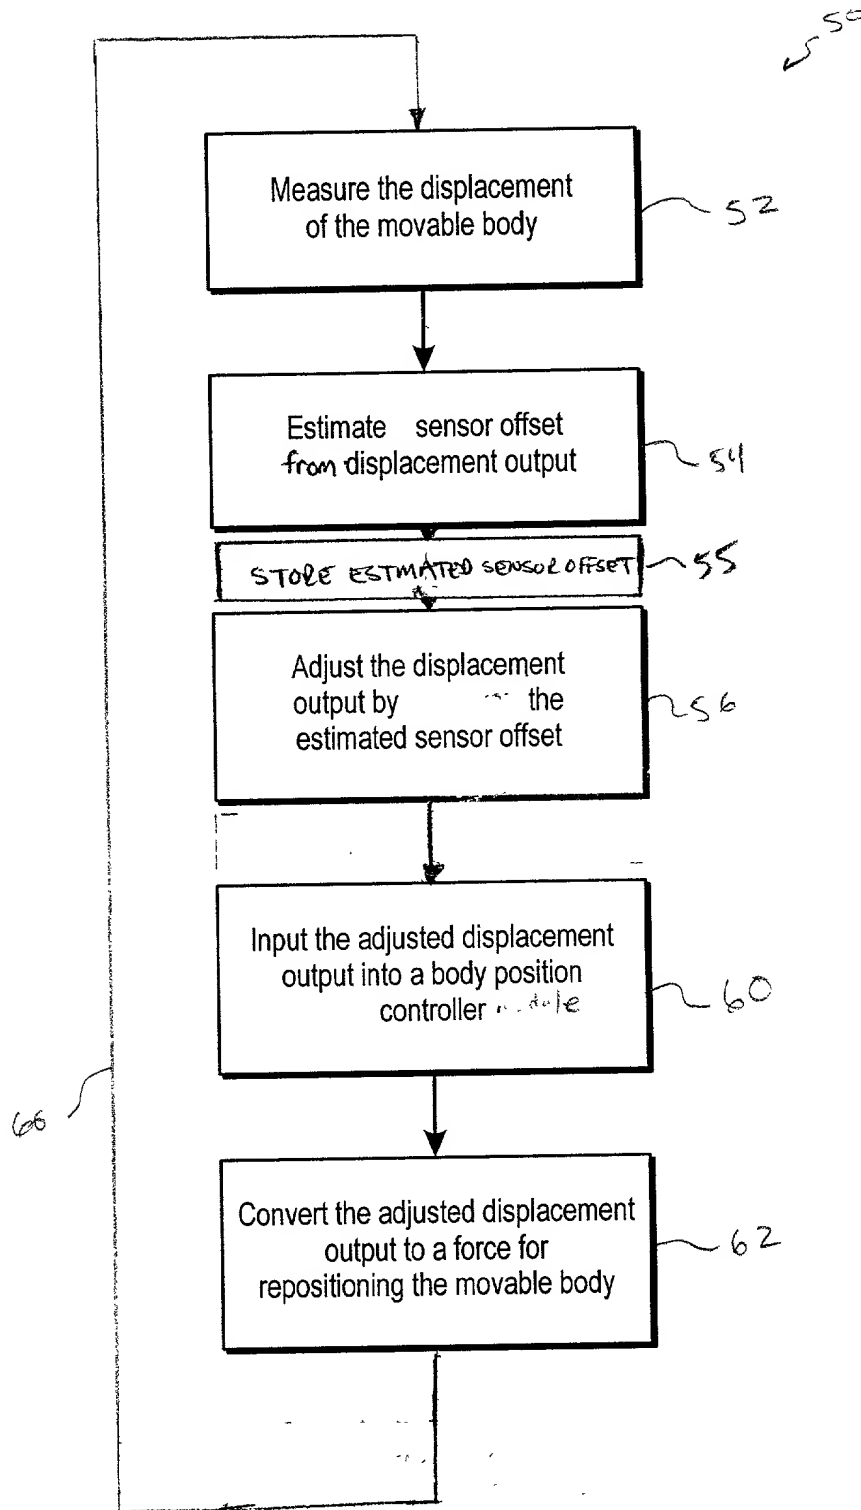 50
Measure the displacement
of the movable body
52
Estimate sensor offset
from displacement output
54
STORE ESTMATED SENSOR OFFSET
55
Adjust the displacement
output by the
estimated sensor offset
56
Input the adjusted displacement
output into a body position
controller
60
66
Convert the adjusted displacement
output to a force for
repositioning the movable body
62